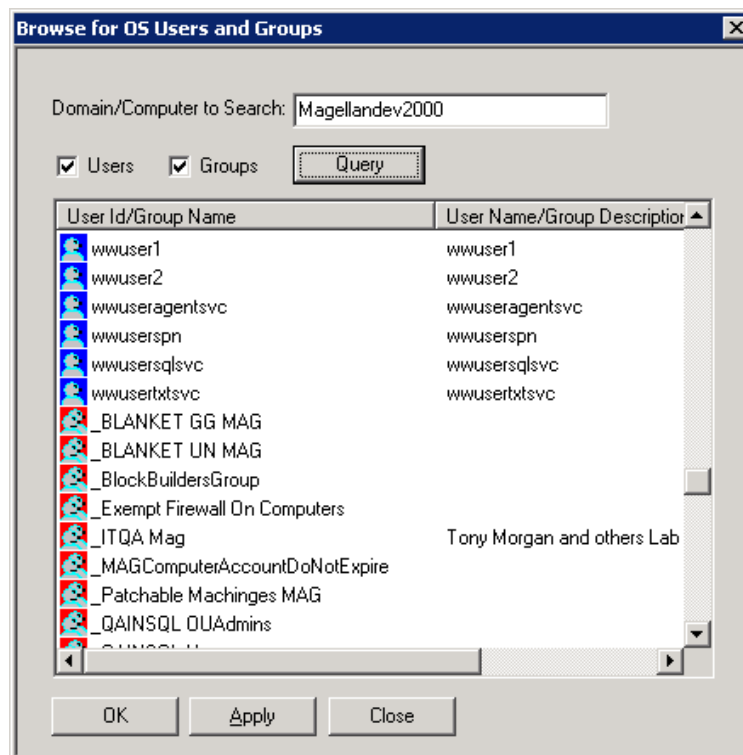 Browse for OS Users and Groups
Domain/Computer to Search: Magellandev2000
Users Groups Query
User Id/Group Name User Name/Group Description
wwuser1 wwuser1
wwuser2 wwuser2
wwuseragentsvc wwuseragentsvc
wwuserspn wwuserspn
wwusersqlsvc wwusersqlsvc
wwusertxtsvc wwusertxtsvc
_BLANKET GG MAG
_BLANKET UN MAG
_BlockBuildersGroup
_Exempt Firewall On Computers
_ITQA Mag Tony Morgan and others Lab
_MAGComputerAccountDoNotExpire
_Patchable Machinges MAG
_QAINSQL OUAdmins
OK Apply Close